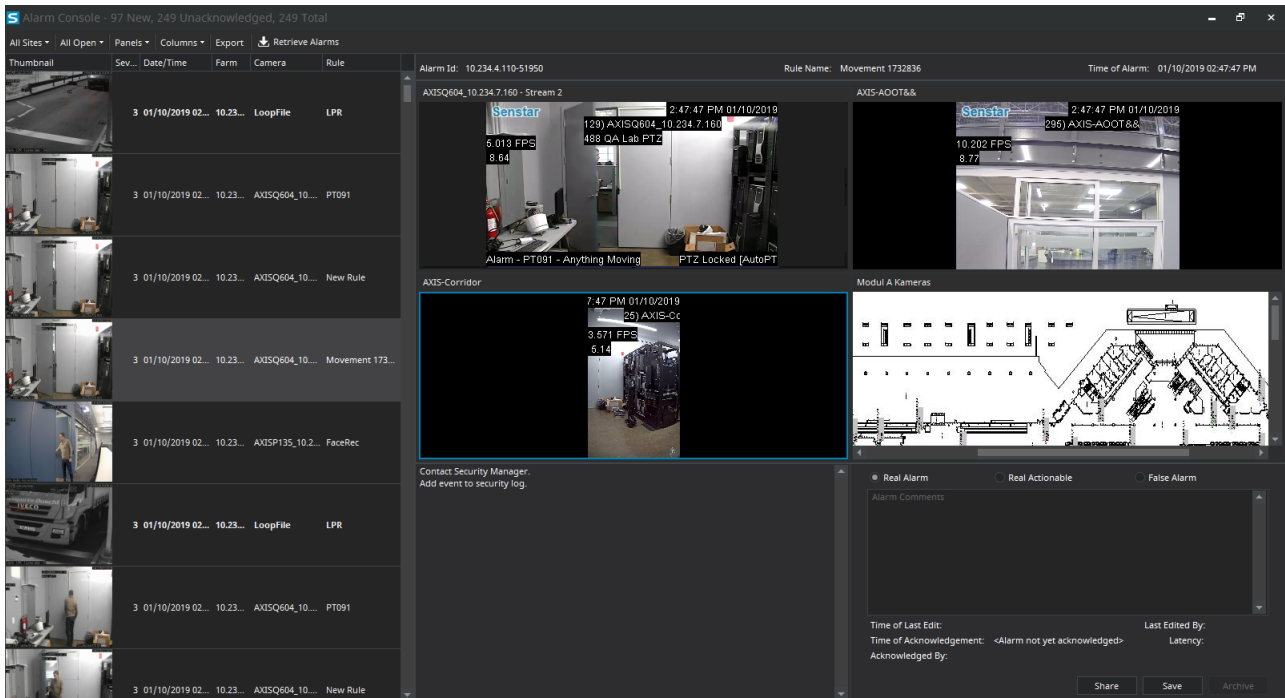 S Alarm Console - 97 New, 249 Unacknowledged, 249 Total
All Sites All Open Panels Columns Export Retrieve Alarms
Thumbnail Sev... Date/Time Farm Camera Rule
3 01/10/2019 02... 10.23... LoopFile LPR
3 01/10/2019 02... 10.23... AXISQ604_10.... PT091
3 01/10/2019 02... 10.23... AXISQ604_10.... New Rule
3 01/10/2019 02... 10.23... AXISQ604_10.... Movement 173...
3 01/10/2019 02... 10.23... AXISP135_10.2... FaceRec
IVECO
3 01/10/2019 02... 10.23... LoopFile LPR
3 01/10/2019 02... 10.23... AXISQ604_10.... PT091
3 01/10/2019 02... 10.23... AXISQ604_10.... New Rule
Alarm Id: 10.234.4.110-51950 Rule Name: Movement 1732836 Time of Alarm: 01/10/2019 02:47:47 PM
AXISQ604_10.234.7.160 - Stream 2
Senstar 2:47:47 PM 01/10/2019
129) AXISQ604_10.234.7.160
488 QA Lab PTZ
5.013 FPS
8.64
Alarm - PT091 - Anything Moving PTZ Locked [AutoPT
AXIS-AOOT&&
Senstar 2:47:47 PM 01/10/2019
295) AXIS-AOOT&&
10.202 FPS
8.77
AXIS-Corridor
7:47 PM 01/10/2019
25) AXIS-Co
3.571 FPS
5.14
Modul A Kameras
Contact Security Manager.
Add event to security log.
Real Alarm Real Actionable False Alarm
Alarm Comments
Time of Last Edit: Last Edited By:
Time of Acknowledgement: <Alarm not yet acknowledged> Latency:
Acknowledged By:
Share Save Archive